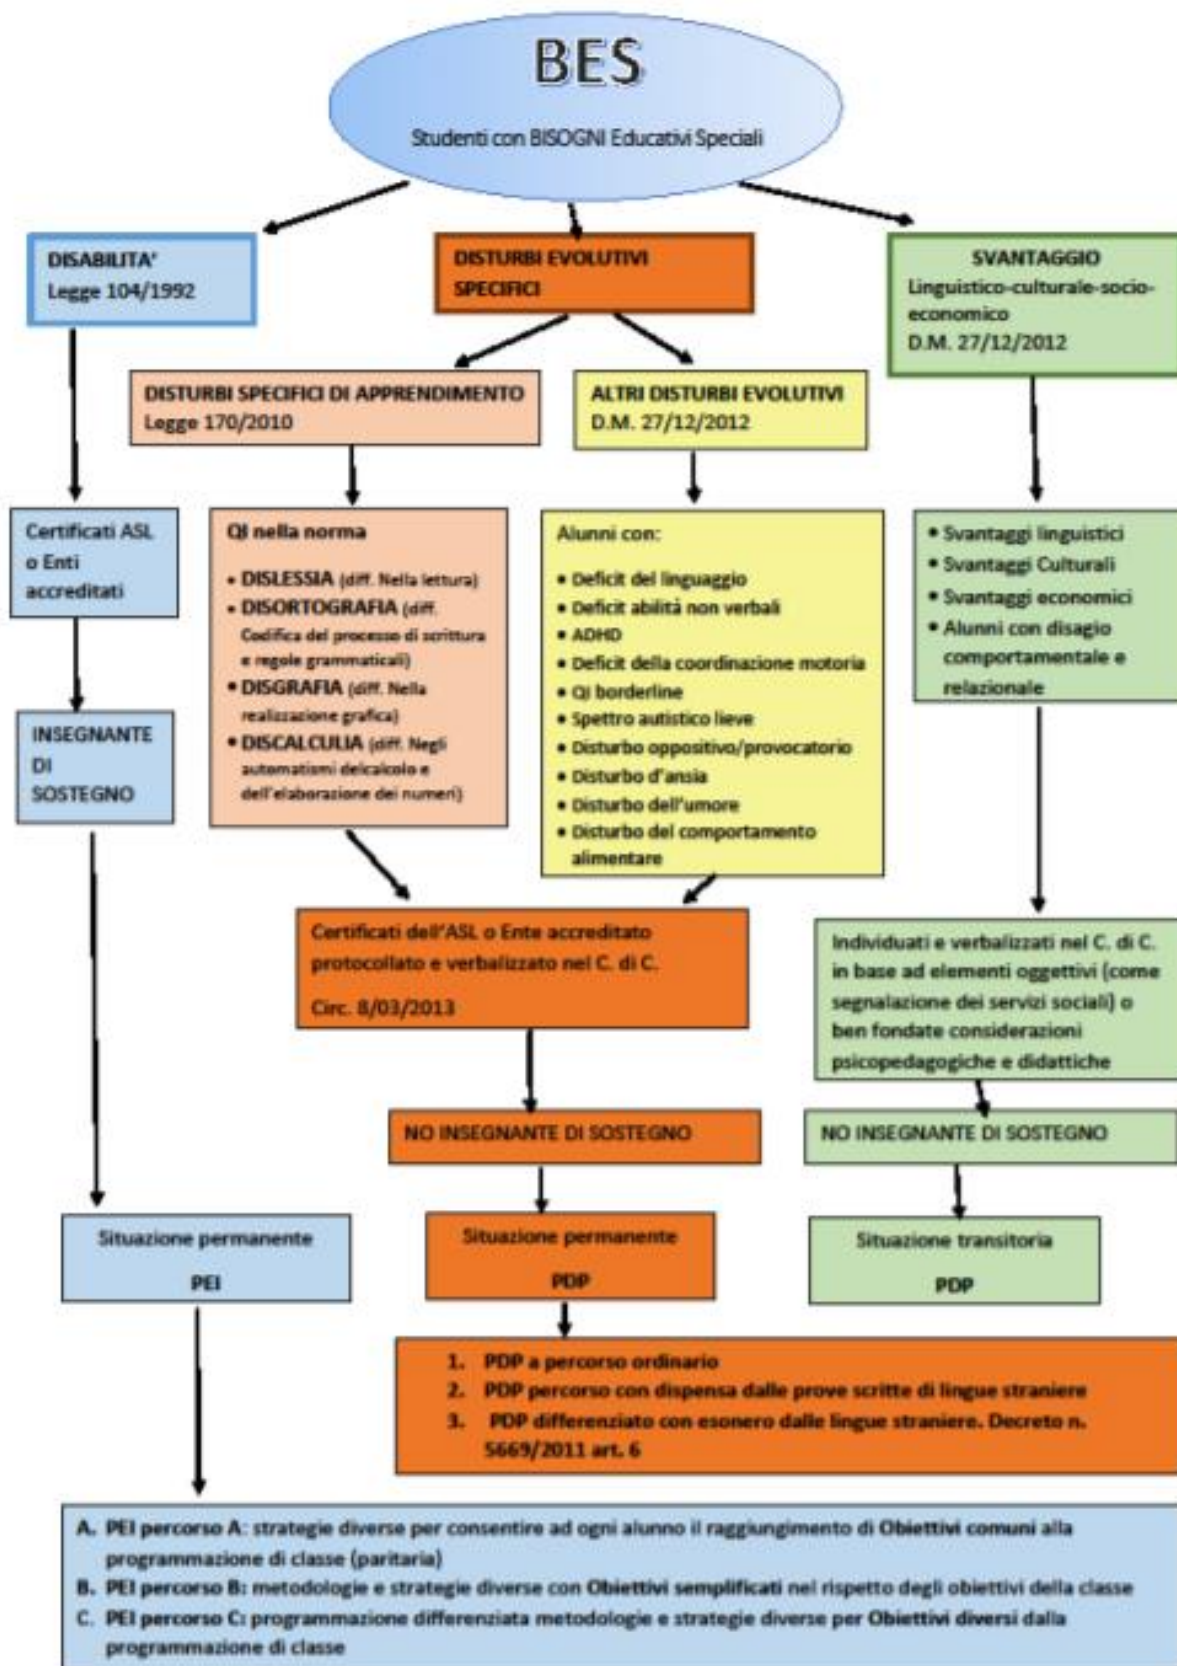 BES
Studenti con BISOGNI Educativi Speciali
DISABILITA'
Legge 104/1992
DISTURBI EVOLUTIVI
SPECIFICI
SVANTAGGIO
Linguistico-culturale-socio-
economico
D.M. 27/12/2012
DISTURBI SPECIFICI DI APPRENDIMENTO
Legge 170/2010
ALTRI DISTURBI EVOLUTIVI
D.M. 27/12/2012
Certificati ASL
o Enti
accreditati
QI nella norma
• DISLESSIA (diff. Nella lettura)
• DISORTOGRAFIA (diff.
Codifica del processo di scrittura
e regole grammaticali)
• DISGRAFIA (diff. Nella
realizzazione grafica)
• DISCALCULIA (diff. Negli
automatismi delcalcolo e
dell'elaborazione dei numeri)
Alunni con:
• Deficit del linguaggio
• Deficit abilità non verbali
• ADHD
• Deficit della coordinazione motoria
• QI borderline
• Spettro autistico lieve
• Disturbo oppositivo/provocatorio
• Disturbo d'ansia
• Disturbo dell'umore
• Disturbo del comportamento
alimentare
• Svantaggi linguistici
• Svantaggi Culturali
• Svantaggi economici
• Alunni con disagio
comportamentale e
relazionale
INSEGNANTE
DI
SOSTEGNO
Certificati dell'ASL o Ente accreditato
protocollato e verbalizzato nel C. di C.
Circ. 8/03/2013
Individuati e verbalizzati nel C. di C.
in base ad elementi oggettivi (come
segnalazione dei servizi sociali) o
ben fondate considerazioni
psicopedagogiche e didattiche
NO INSEGNANTE DI SOSTEGNO
NO INSEGNANTE DI SOSTEGNO
Situazione permanente
PEI
Situazione permanente
PDP
Situazione transitoria
PDP
1. PDP a percorso ordinario
2. PDP percorso con dispensa dalle prove scritte di lingue straniere
3. PDP differenziato con esonero dalle lingue straniere. Decreto n.
5669/2011 art. 6
A. PEI percorso A: strategie diverse per consentire ad ogni alunno il raggiungimento di Obiettivi comuni alla
programmazione di classe (paritaria)
B. PEI percorso B: metodologie e strategie diverse con Obiettivi semplificati nel rispetto degli obiettivi della classe
C. PEI percorso C: programmazione differenziata metodologie e strategie diverse per Obiettivi diversi dalla
programmazione di classe